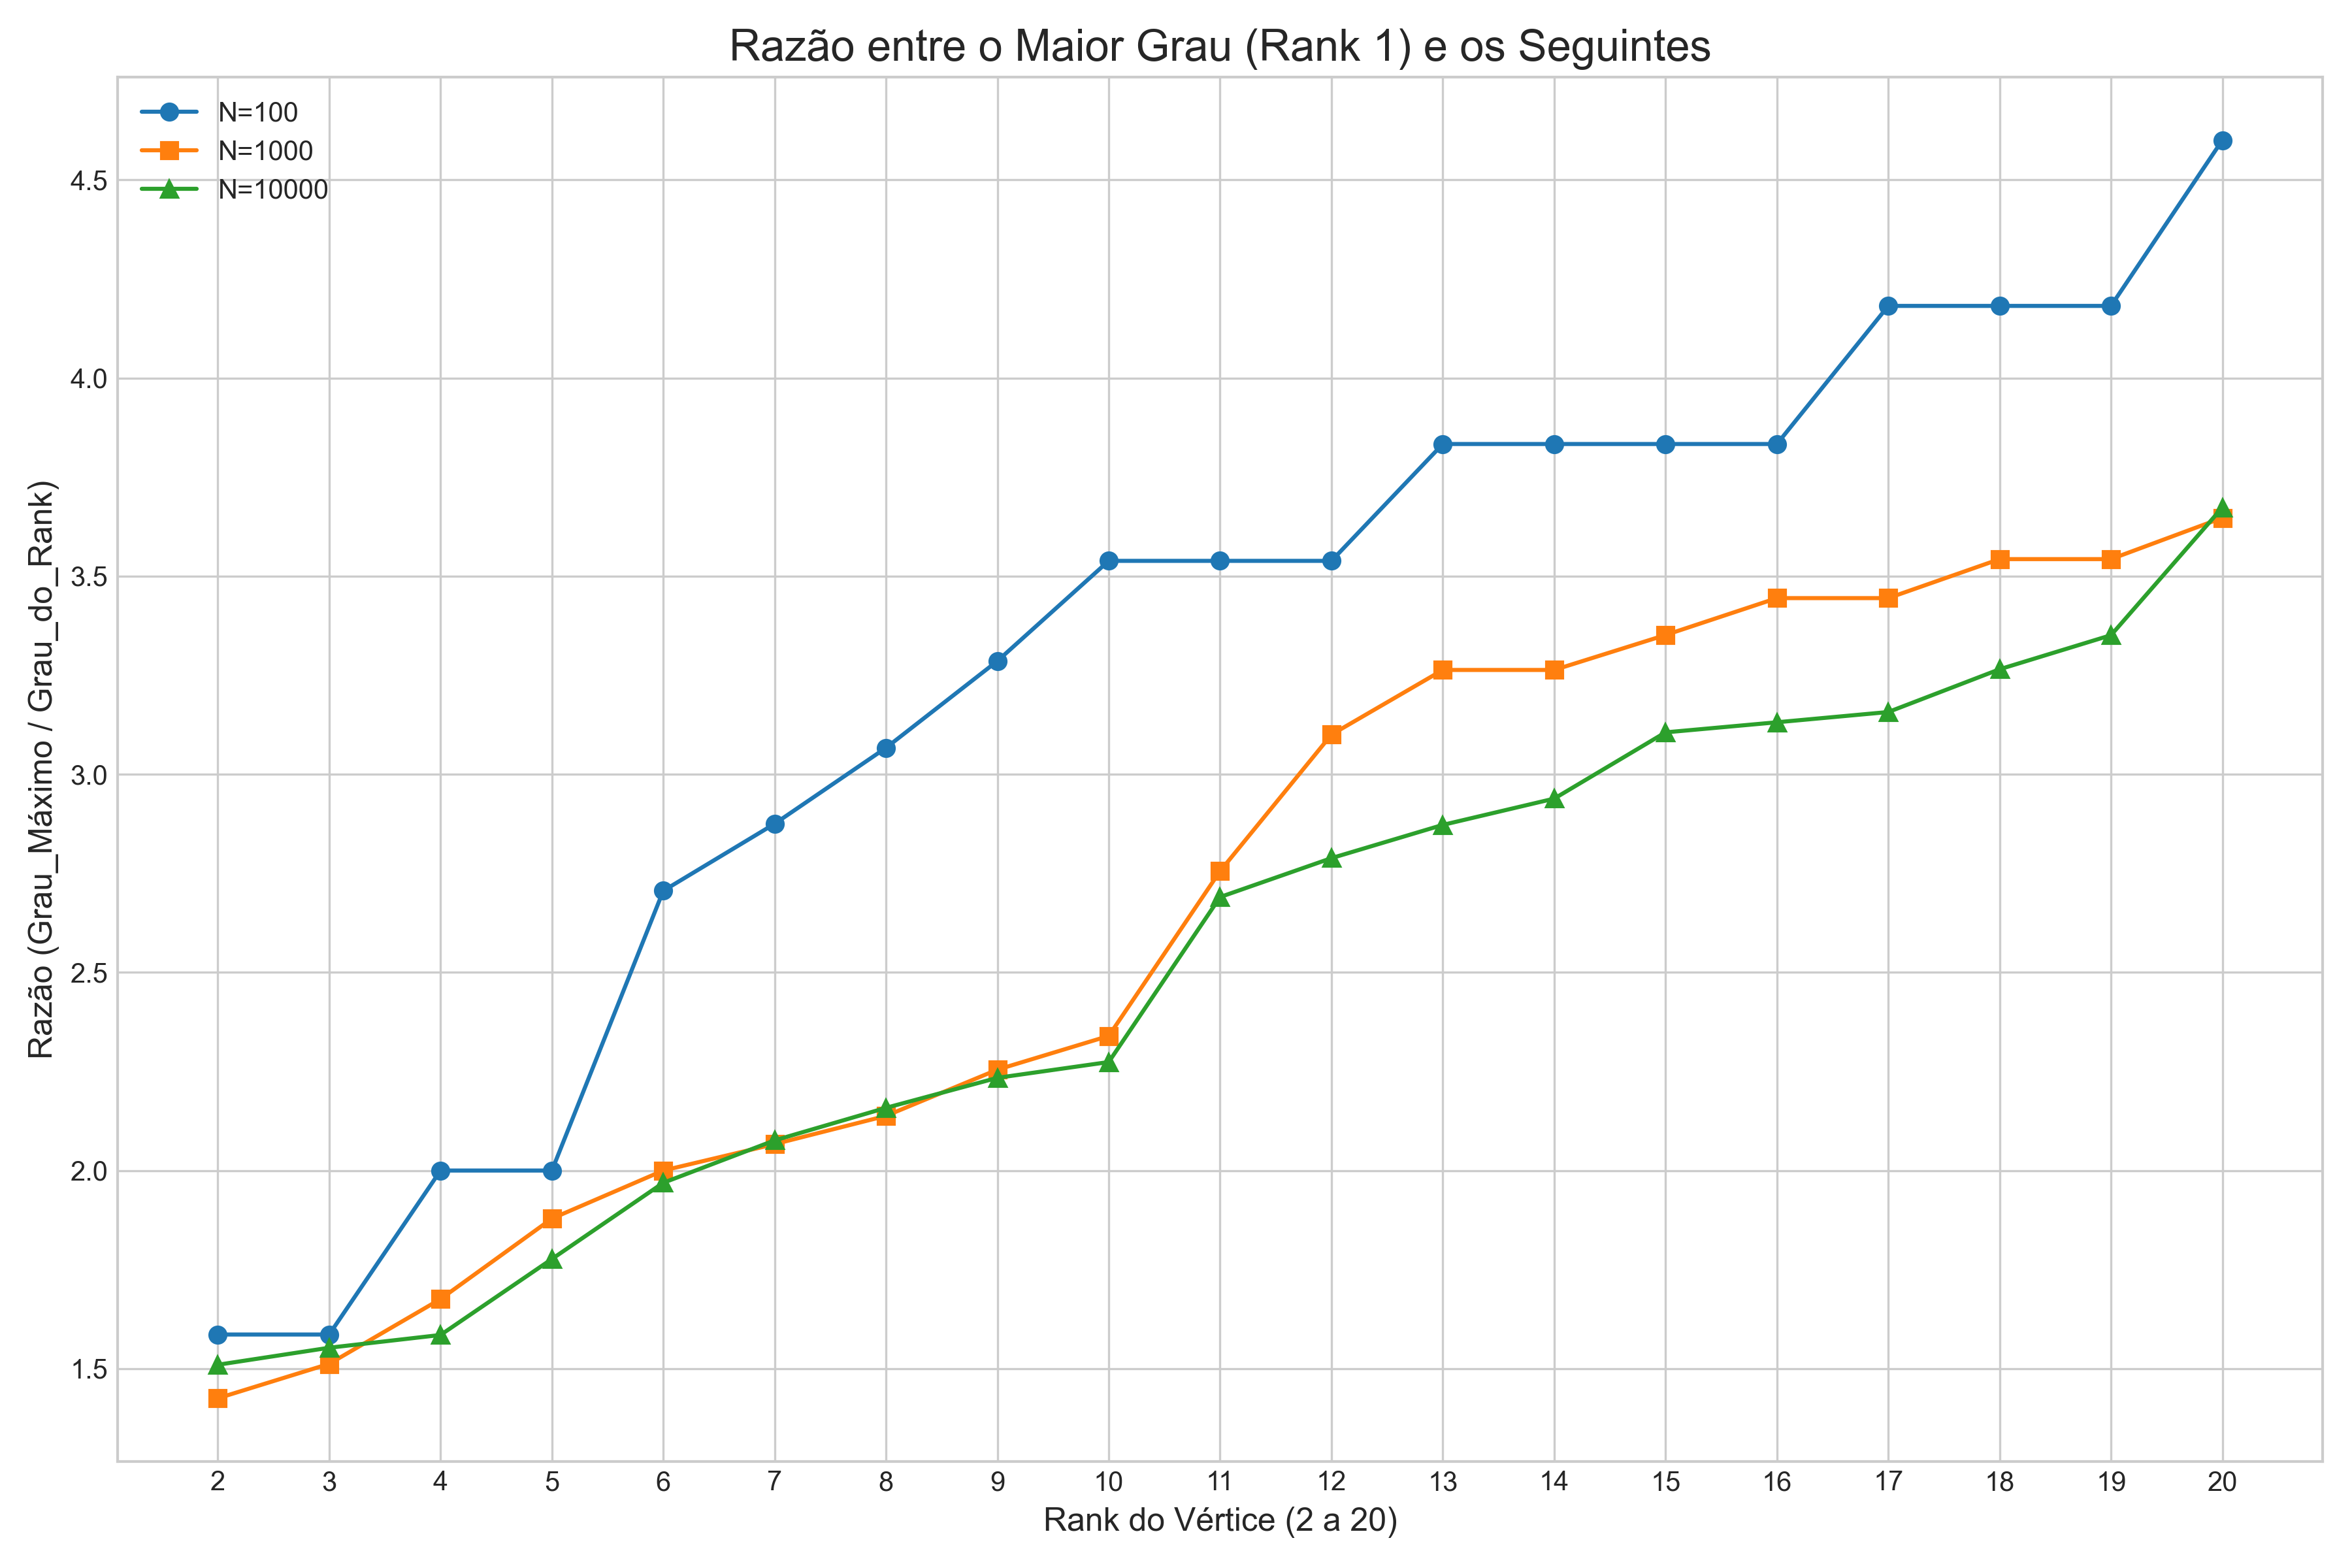 Razão entre o Maior Grau (Rank 1) e os Seguintes
N=100
N=1000
N=10000
4.5
4.0
3.5
3.0
2.5
2.0
1.5
Razão (Grau_Máximo / Grau_do_Rank)
2 3 4 5 6 7 8 9 10 11 12 13 14 15 16 17 18 19 20
Rank do Vértice (2 a 20)